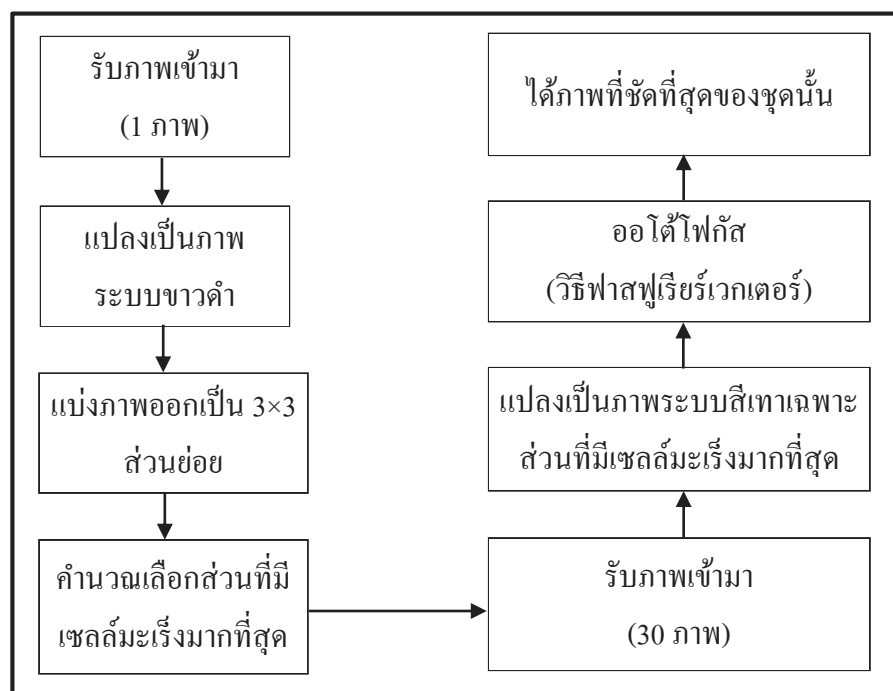 รับภาพเข้ามา
(1 ภาพ)
แปลงเป็นภาพ
ระบบขาวดำ
แบ่งภาพออกเป็น 3×3
ส่วนย่อย
คำนวณเลือกส่วนที่มี
เซลล์มะเร็งมากที่สุด
รับภาพเข้ามา
(30 ภาพ)
แปลงเป็นภาพระบบสีเทาเฉพาะ
ส่วนที่มีเซลล์มะเร็งมากที่สุด
ออโต้โฟกัส
(วิธีฟาสฟูเรียร์เวกเตอร์)
ได้ภาพที่ชัดที่สุดของชุดนั้น